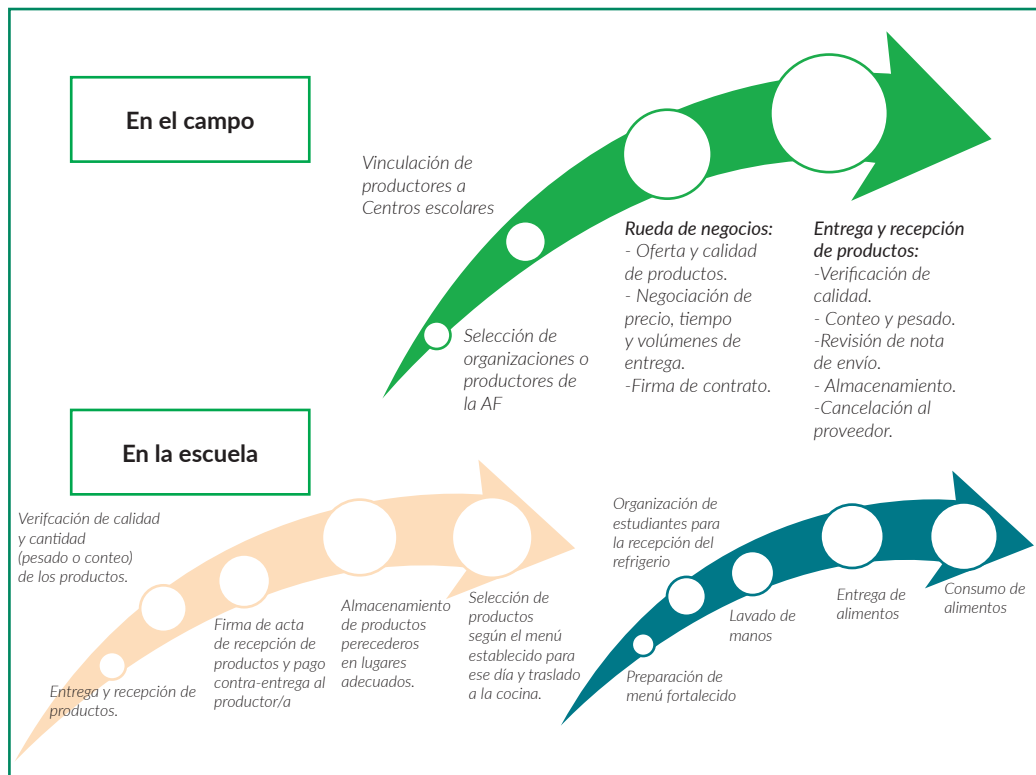 En el campo
Vinculación de
productores a
Centros escolares
Selección de
organizaciones o
productores de
la AF
Rueda de negocios:
- Oferta y calidad
de productos.
- Negociación de
precio, tiempo
y volúmenes de
entrega.
-Firma de contrato.
Entrega y recepción
de productos:
-Verificación de
calidad.
- Conteo y pesado.
-Revisión de nota
de envío.
- Almacenamiento.
-Cancelación al
proveedor.
En la escuela
Verifcación de calidad
y cantidad
(pesado o conteo)
de los productos.
Entrega y recepción de
productos.
Firma de acta
de recepción de
productos y pago
contra-entrega al
productor/a
Almacenamiento
de productos
perecederos
en lugares
adecuados.
Selección de
productos
según el menú
establecido para
ese día y traslado
a la cocina.
Organización de
estudiantes para
la recepción del
refrigerio
Preparación de
menú fortalecido
Lavado de
manos
Entrega de
alimentos
Consumo de
alimentos